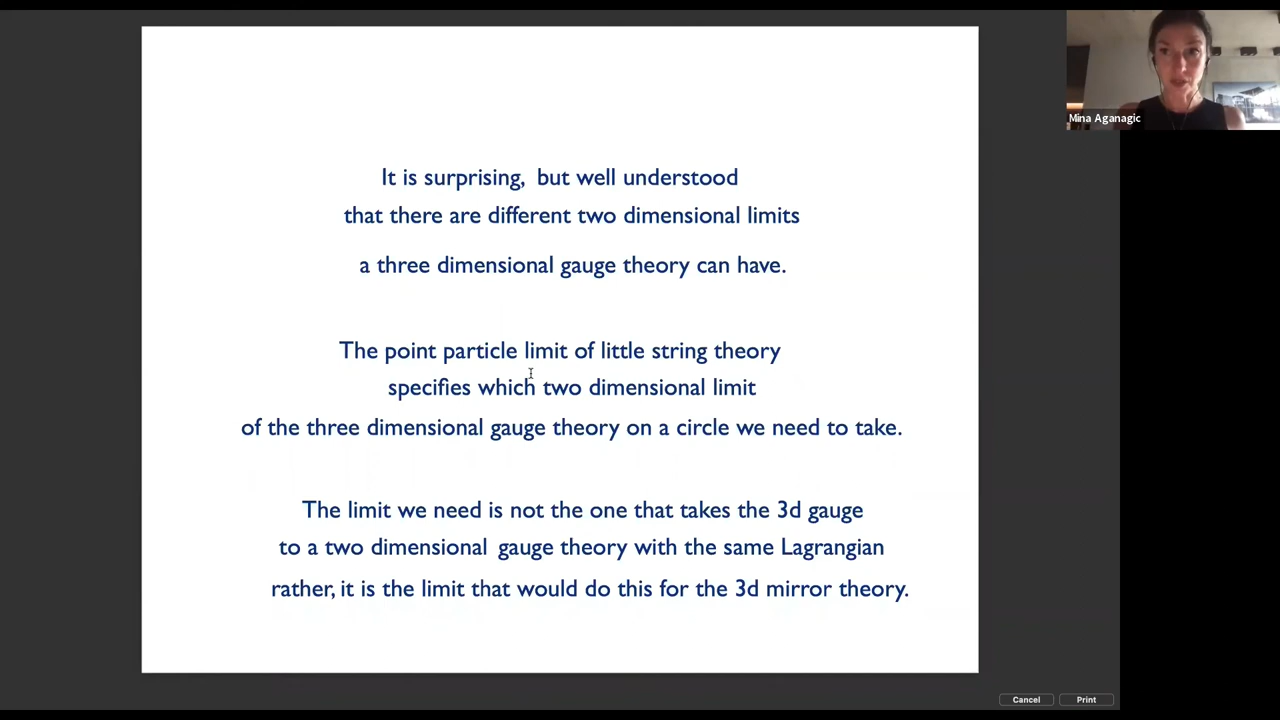 Mina Aganagic
It is surprising, but well understood
that there are different two dimensional limits
a three dimensional gauge theory can have.
The point particle limit of little string theory
specifies which two dimensional limit
of the three dimensional gauge theory on a circle we need to take.
The limit we need is not the one that takes the 3d gauge
to a two dimensional gauge theory with the same Lagrangian
rather, it is the limit that would do this for the 3d mirror theory.
Cancel
Print